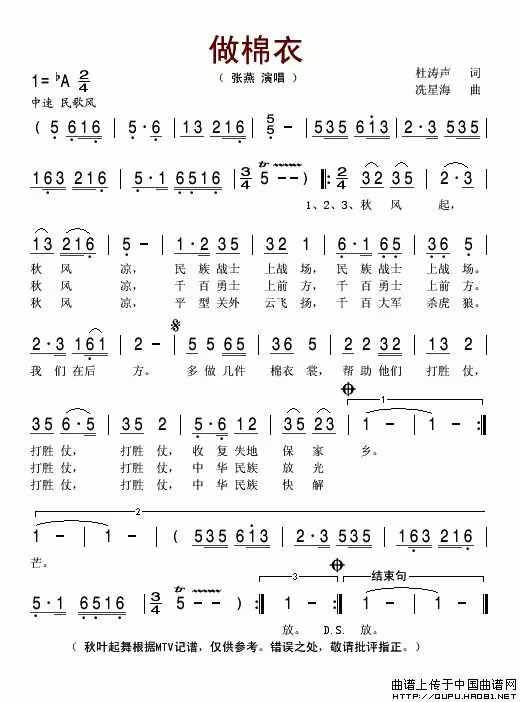 做棉衣
( 张燕 演唱 )
1=♭A 2/4
杜涛声 词
中速 民歌风
冼星海 曲
( 5 616 | 5·6 | 13 216 | 5/5 – | 535 613 | 2·3 535 |
163 216 | 5·1 6516 | 3/4 tr 5 – – ) ‖: 2/4 32 35 | 2·3 |
1、2、3、秋 风 起,
13 216 | 5 – | 1·2 35 | 32 1 | 6·1 65 | 36 5 |
秋 风 凉, 民 族 战士 上战 场, 民 族 战士 上战 场。
秋 风 凉, 千 百 勇士 上前 方, 千 百 勇士 上前 方。
秋 风 凉, 平 型 关外 云飞 扬, 千 百 大军 杀虎 狼。
2·3 161 | 2 – | 5 5 35 | 36 5 | 2 2 32 | 12 3 |
我 们 在后 方。 多 做 几件 棉衣 裳, 帮 助 他们 打胜 仗,
1
35 6·5 | 35 2 | 5·6 12 | 35 23 | 1 – | 1 – :‖
打胜 仗, 打胜 仗, 收 复 失地 保 家 乡。
打胜 仗, 打胜 仗, 中 华 民族 放 光
打胜 仗, 打胜 仗, 中 华 民族 快 解
2
1 – | 1 – | ( 535 613 | 2·3 535 | 163 216 |
芒。
3 结束句
5·1 6516 | 3/4 tr 5 – – ) :‖ 1 – :‖ 1 – | 1 – ‖
放。 D.S. 放。
( 秋叶起舞根据MTV记谱,仅供参考。错误之处,敬请批评指正。)
曲谱上传于中国曲谱网
HTTP://QUPU.HAO81.NET